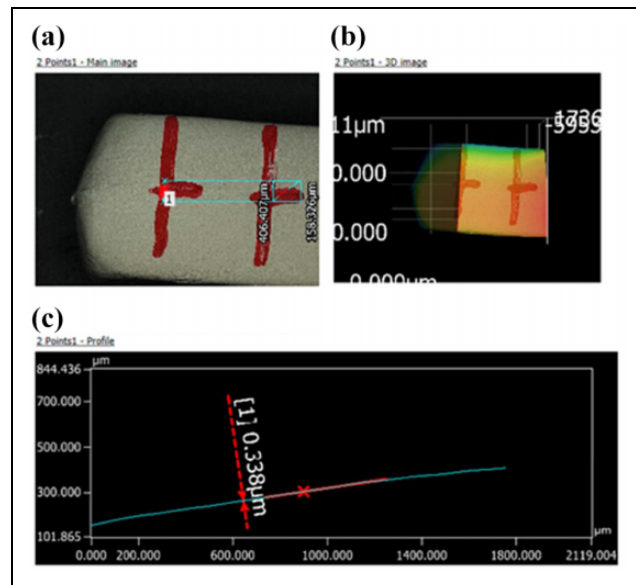 (a)
2 Points1 - Main image
1
406.407μm
158.326μm
(b)
2 Points1 - 3D image
11μm
0.000
0.000
0.000μm
(c)
2 Points1 - Profile
μm
844.436
700.000
500.000
300.000
101.865
[1] 0.338μm
μm
0.000 200.000 600.000 1000.000 1400.000 1800.000 2119.004